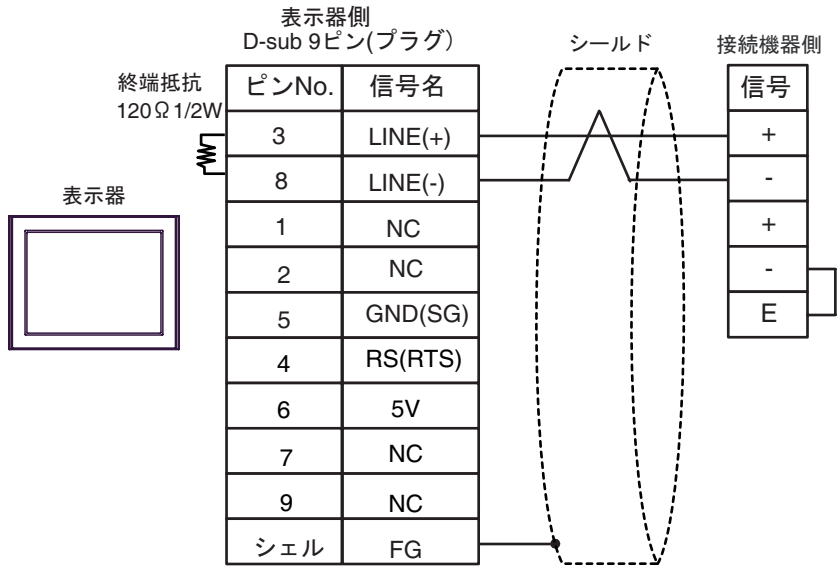 表示器側
D-sub 9ピン(プラグ)
シールド
接続機器側
終端抵抗
120Ω1/2W
ピンNo. 信号名
信号
3 LINE(+)
+
8 LINE(-)
-
表示器
1 NC
+
2 NC
-
5 GND(SG)
E
4 RS(RTS)
6 5V
7 NC
9 NC
シェル FG